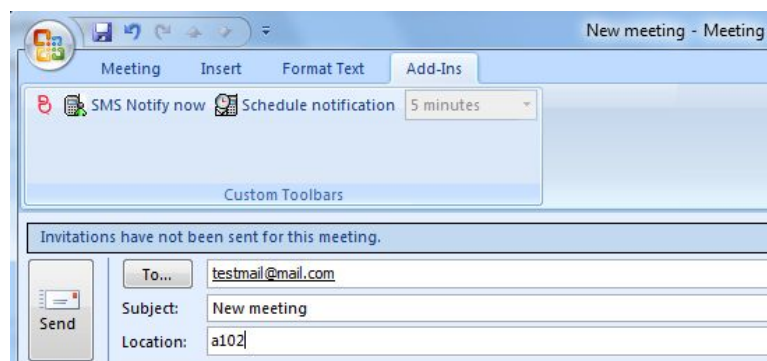 New meeting - Meeting
Meeting Insert Format Text Add-Ins
SMS Notify now Schedule notification 5 minutes
Custom Toolbars
Invitations have not been sent for this meeting.
To... testmail@mail.com
Send
Subject: New meeting
Location: a102